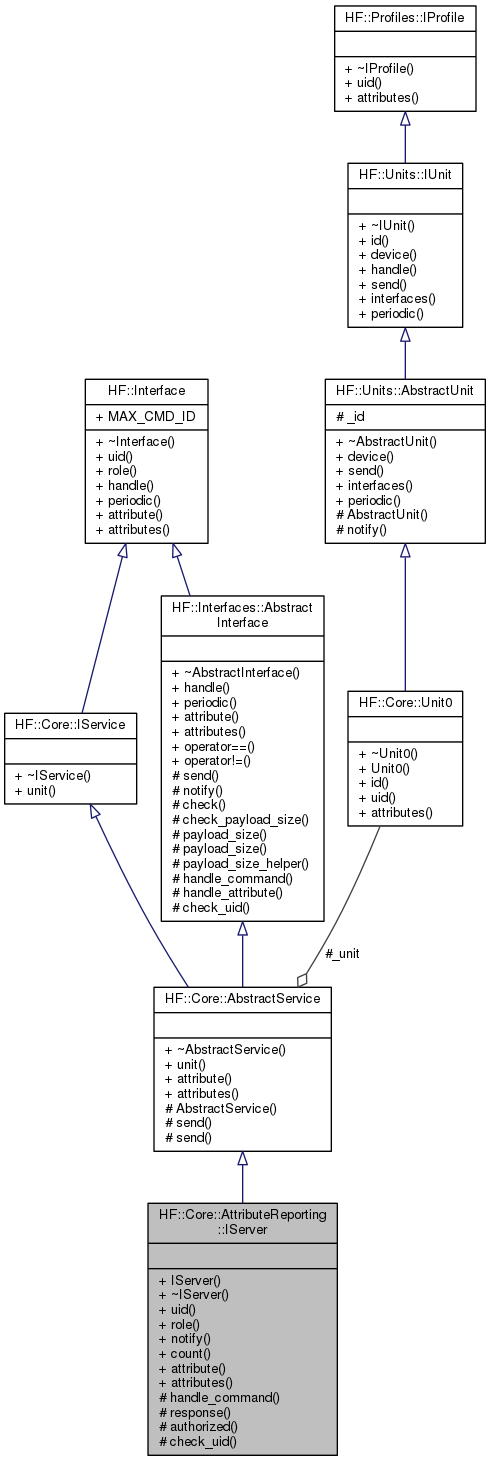 HF::Profiles::IProfile
+ ~IProfile()
+ uid()
+ attributes()
HF::Units::IUnit
+ ~IUnit()
+ id()
+ device()
+ handle()
+ send()
+ interfaces()
+ periodic()
HF::Interface
+ MAX_CMD_ID
+ ~Interface()
+ uid()
+ role()
+ handle()
+ periodic()
+ attribute()
+ attributes()
HF::Units::AbstractUnit
# _id
+ ~AbstractUnit()
+ device()
+ send()
+ interfaces()
+ periodic()
# AbstractUnit()
# notify()
HF::Interfaces::Abstract
Interface
+ ~AbstractInterface()
+ handle()
+ periodic()
+ attribute()
+ attributes()
+ operator==()
+ operator!=()
# send()
# notify()
# check()
# check_payload_size()
# payload_size()
# payload_size()
# payload_size_helper()
# handle_command()
# handle_attribute()
# check_uid()
HF::Core::IService
+ ~IService()
+ unit()
HF::Core::Unit0
+ ~Unit0()
+ Unit0()
+ id()
+ uid()
+ attributes()
#_unit
HF::Core::AbstractService
+ ~AbstractService()
+ unit()
+ attribute()
+ attributes()
# AbstractService()
# send()
# send()
HF::Core::AttributeReporting
::IServer
+ IServer()
+ ~IServer()
+ uid()
+ role()
+ notify()
+ count()
+ attribute()
+ attributes()
# handle_command()
# response()
# authorized()
# check_uid()